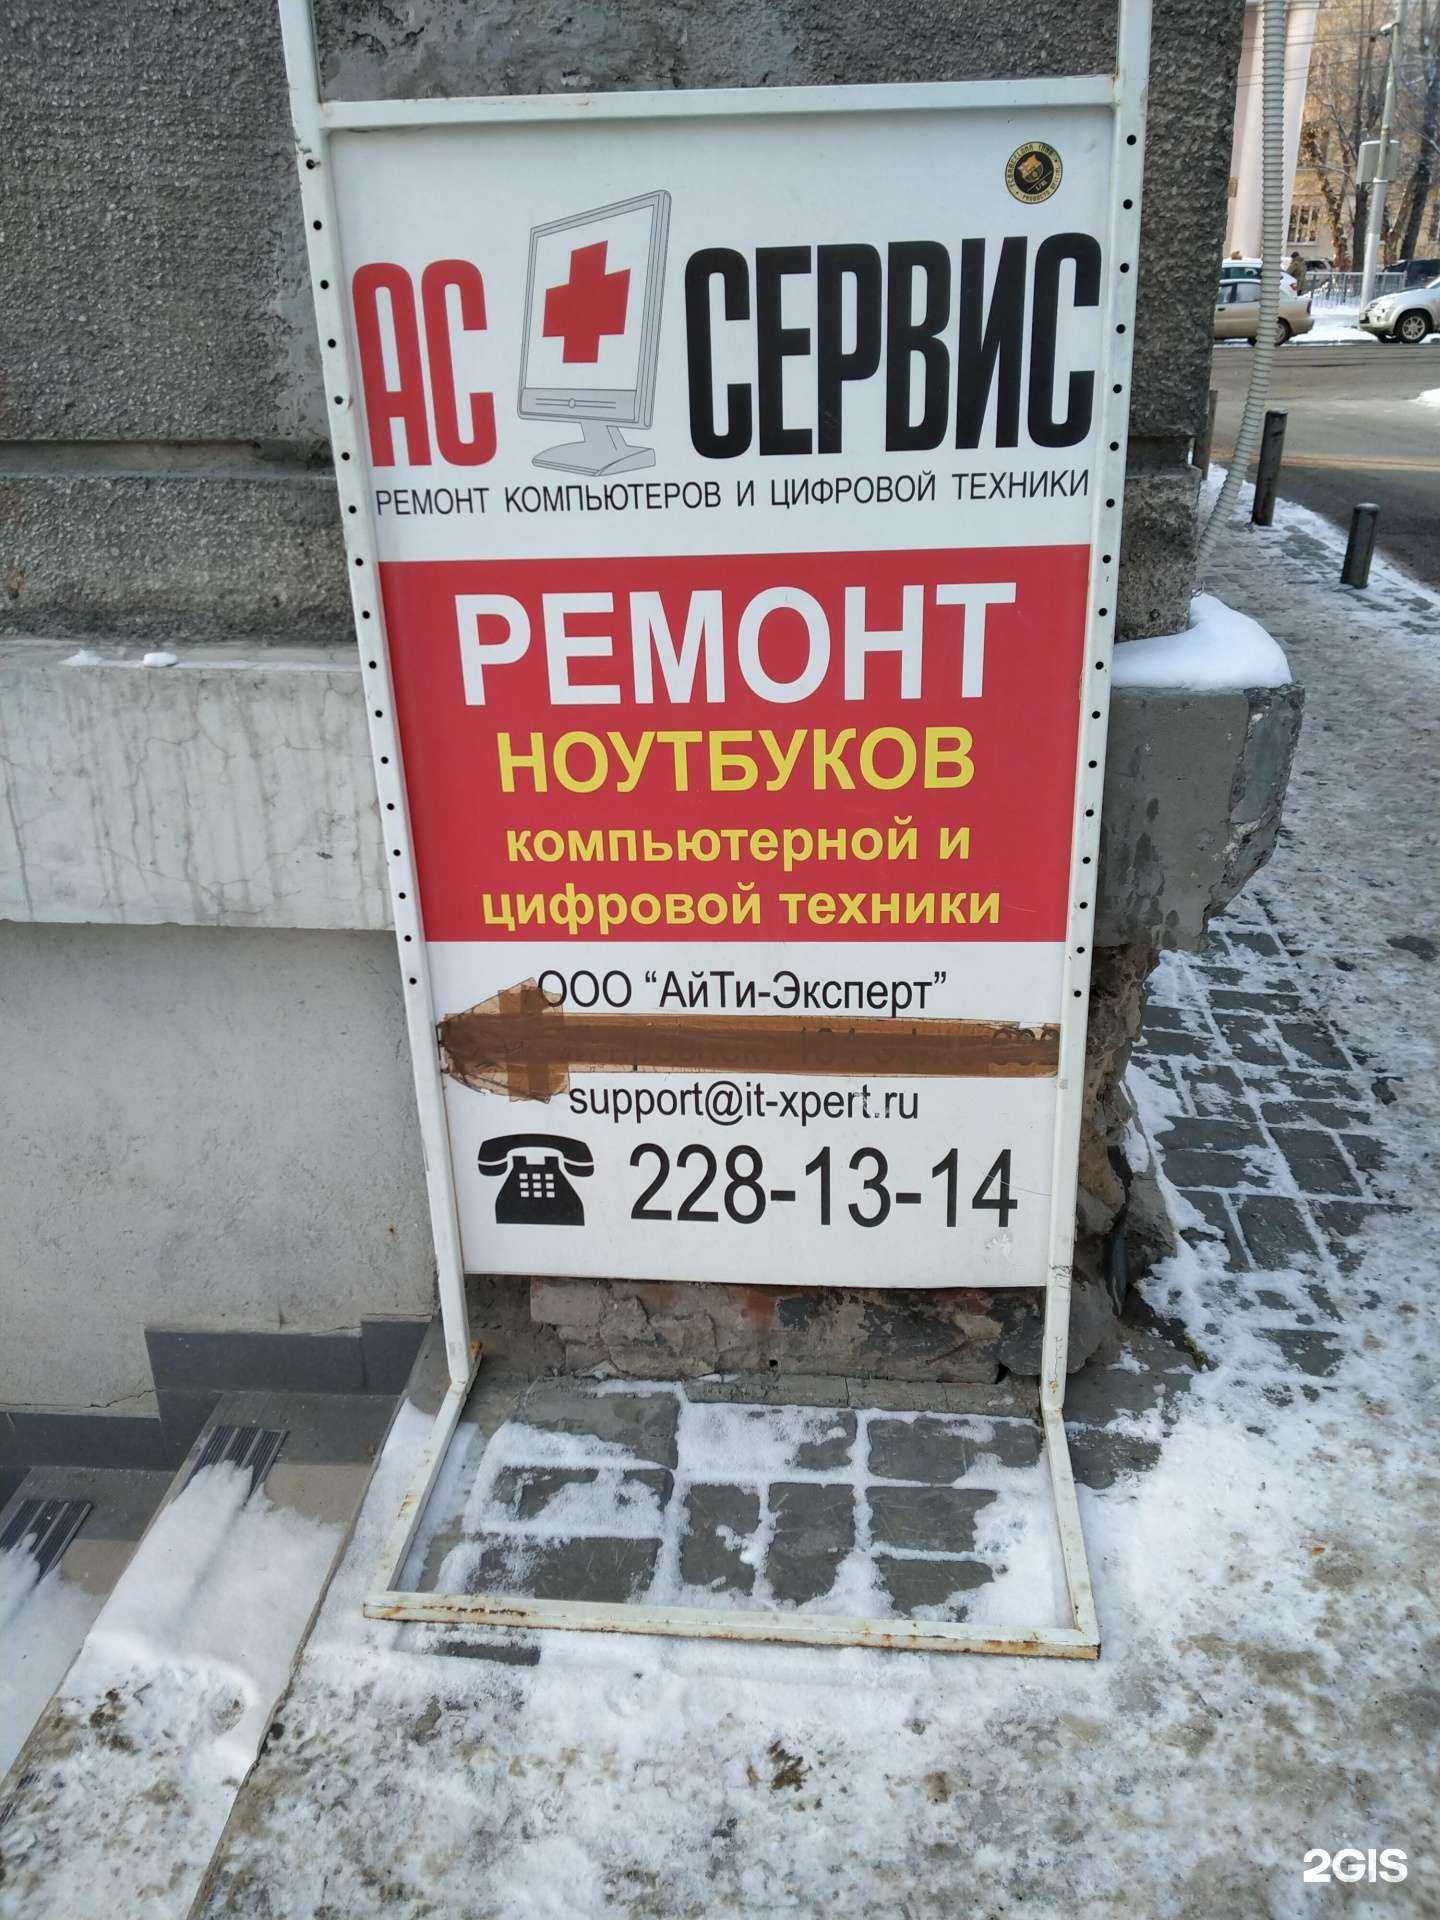 АС СЕРВИС
РЕМОНТ КОМПЬЮТЕРОВ И ЦИФРОВОЙ ТЕХНИКИ
РЕМОНТ
НОУТБУКОВ
компьютерной и
цифровой техники
ООО “АйТи-Эксперт”
support@it-xpert.ru
228-13-14
2GIS